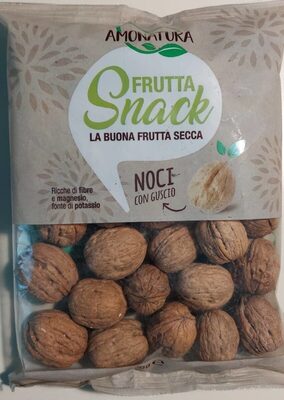 AMONATURA
FRUTTA
Snack
LA BUONA FRUTTA SECCA
NOCI
CON GUSCIO
Ricche di fibre
e magnesio,
fonte di potassio